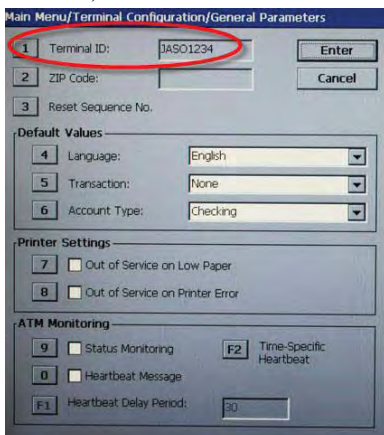 Main Menu/Terminal Configuration/General Parameters
1 Terminal ID: JASO1234 Enter
2 ZIP Code: Cancel
3 Reset Sequence No.
Default Values
4 Language: English
5 Transaction: None
6 Account Type: Checking
Printer Settings
7 Out of Service on Low Paper
8 Out of Service on Printer Error
ATM Monitoring
9 Status Monitoring F2 Time-Specific Heartbeat
0 Heartbeat Message
F1 Heartbeat Delay Period: 30